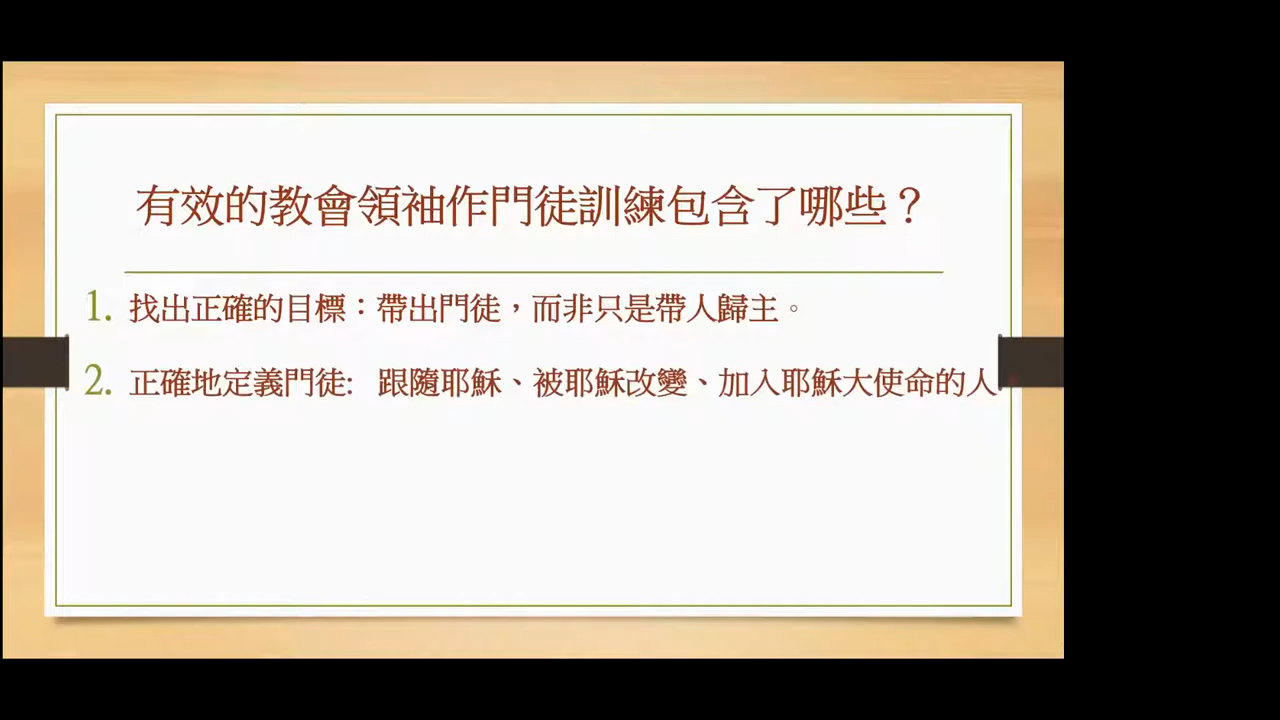 有效的教會領袖作門徒訓練包含了哪些？
1. 找出正確的目標：帶出門徒，而非只是帶人歸主。
2. 正確地定義門徒: 跟隨耶穌、被耶穌改變、加入耶穌大使命的人。